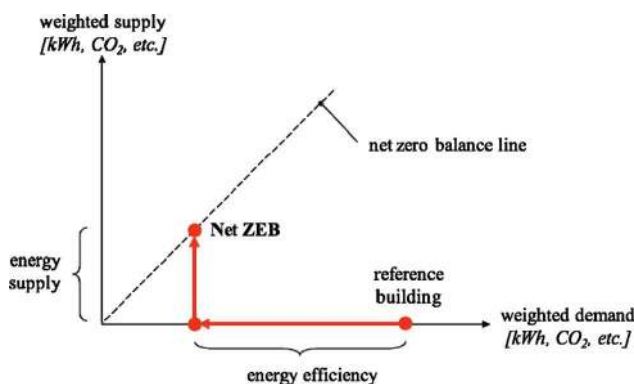 weighted supply
[kWh, CO₂, etc.]
net zero balance line
Net ZEB
energy
supply
reference
building
weighted demand
[kWh, CO₂, etc.]
energy efficiency